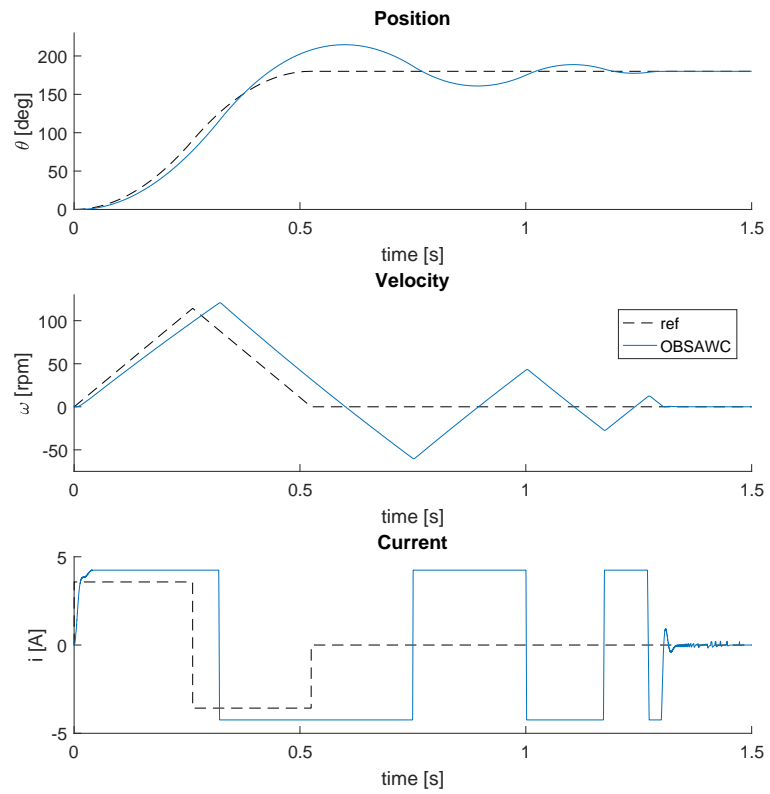 Position
200
150
100
50
0
θ [deg]
0 0.5 1 1.5
time [s]
Velocity
100
50
0
-50
ω [rpm]
ref
OBSAWC
0 0.5 1 1.5
time [s]
Current
5
0
-5
i [A]
0 0.5 1 1.5
time [s]